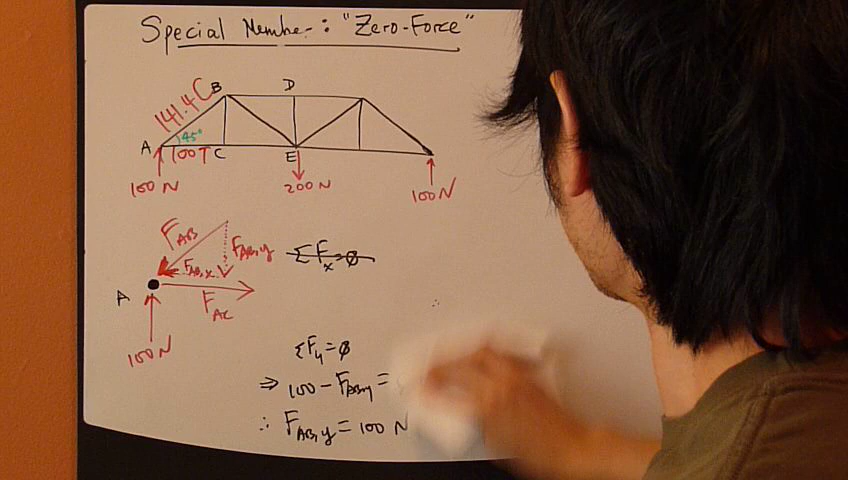 Special Member: "Zero-Force"
B D
141.4 C
45°
A 100 T C E
100 N 200 N 100 N
F_AB
F_AB,y ΣF_x = 0
F_AB,x
A F_AC
100 N
ΣF_y = 0
⇒ 100 - F_AB,y =
∴ F_AB,y = 100 N